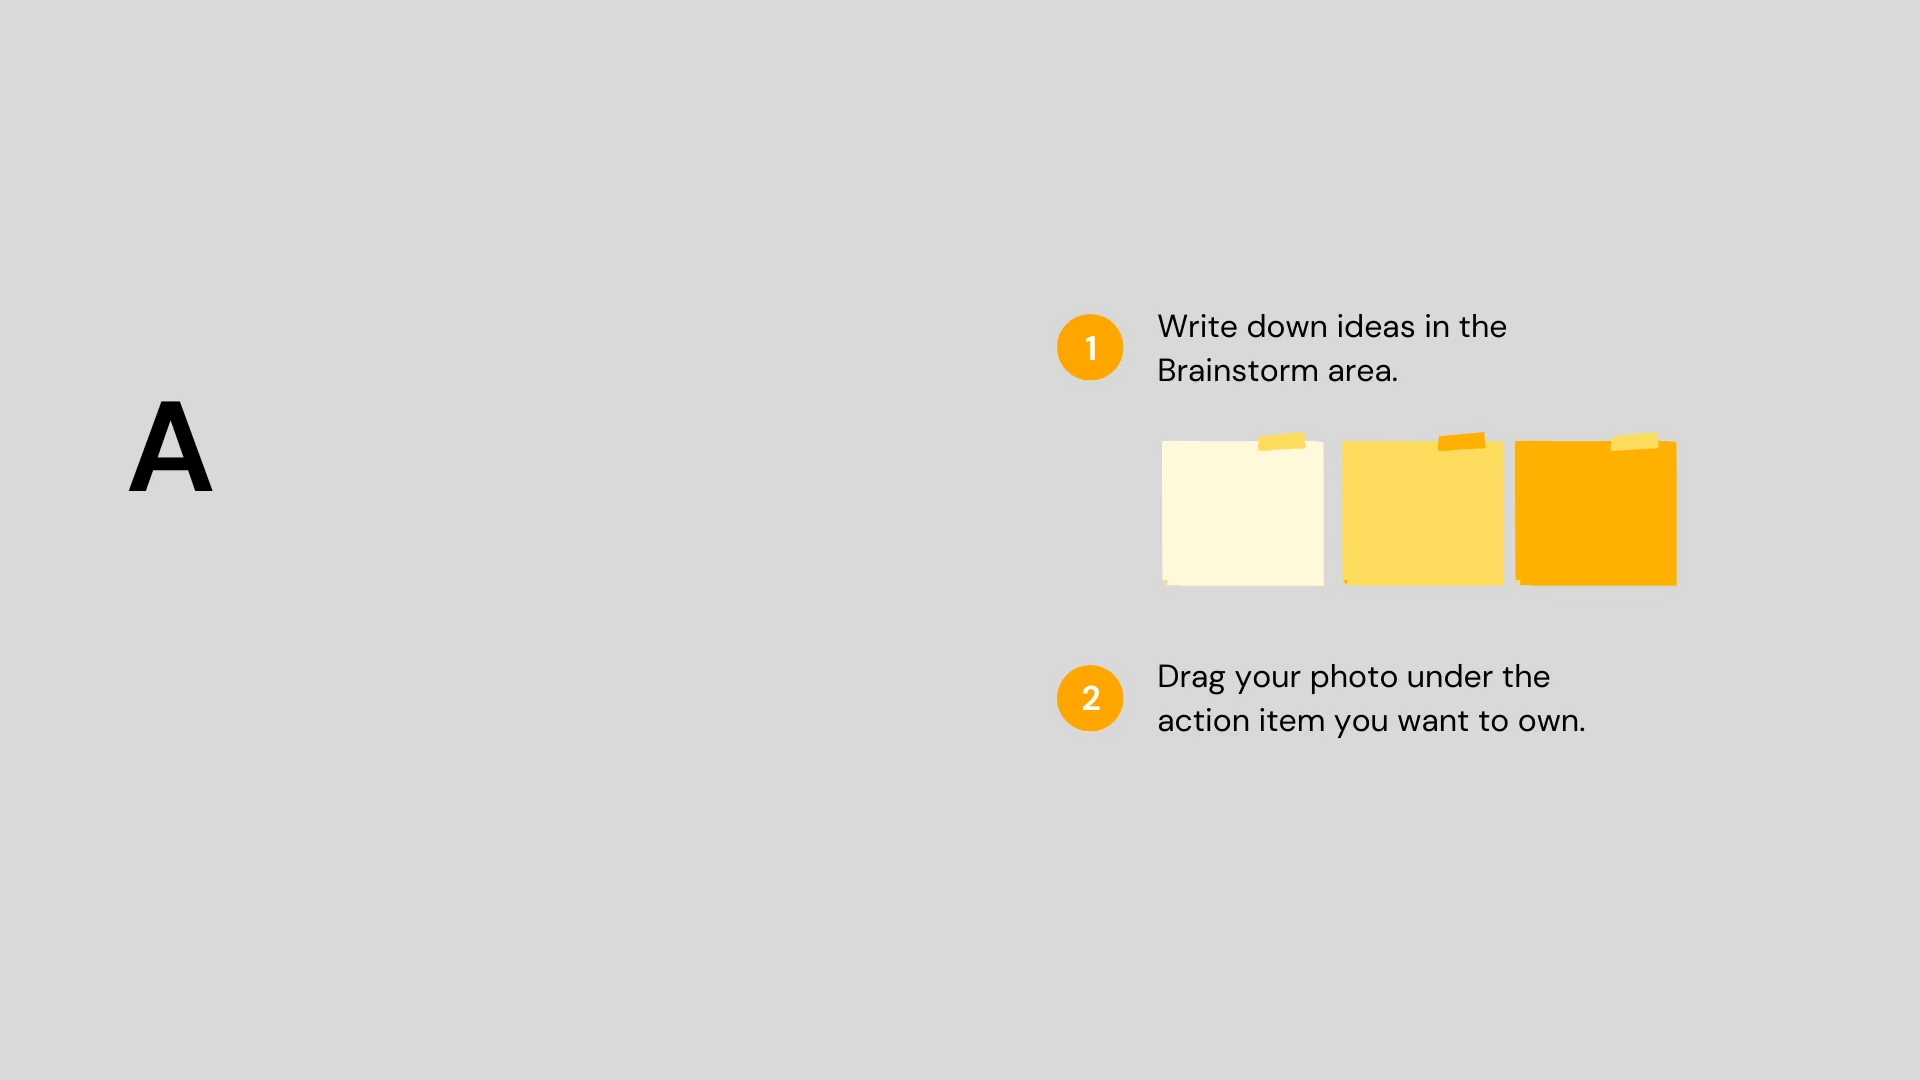 A
1
Write down ideas in the
Brainstorm area.
2
Drag your photo under the
action item you want to own.